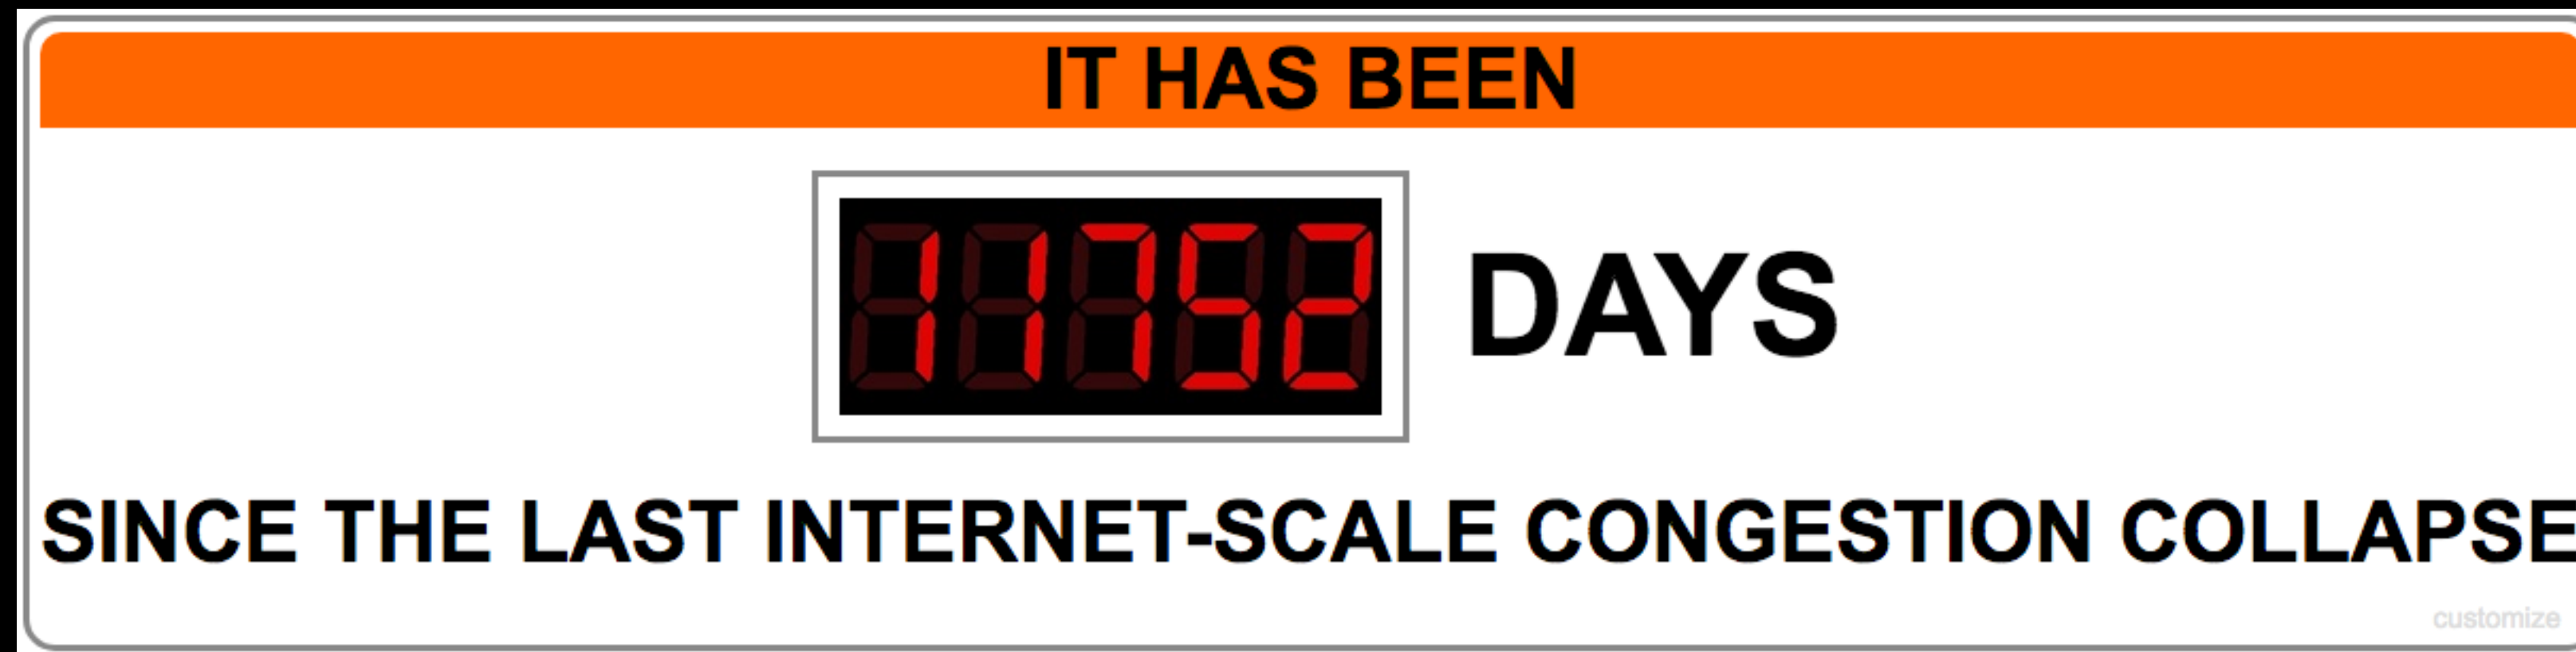 IT HAS BEEN
11752 DAYS
SINCE THE LAST INTERNET-SCALE CONGESTION COLLAPSE
customize